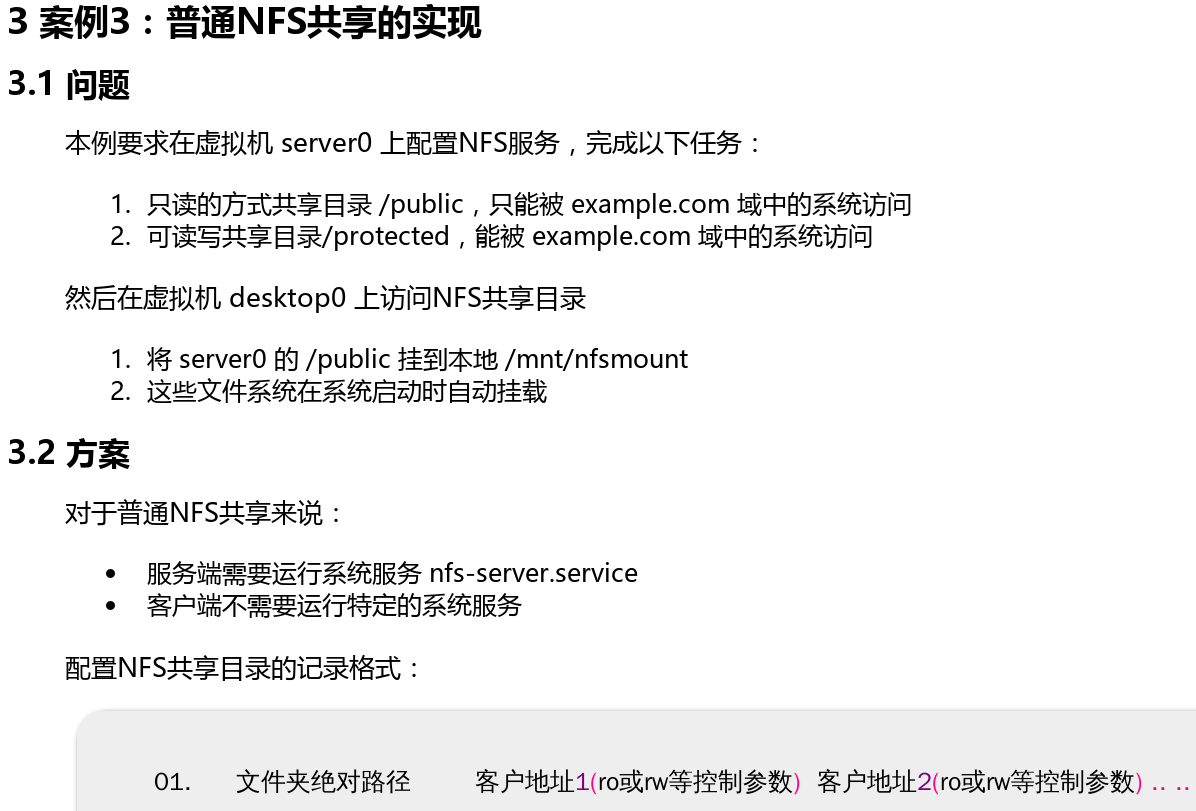 3 案例3：普通NFS共享的实现
3.1 问题
本例要求在虚拟机 server0 上配置NFS服务，完成以下任务：
1. 只读的方式共享目录 /public，只能被 example.com 域中的系统访问
2. 可读写共享目录/protected，能被 example.com 域中的系统访问
然后在虚拟机 desktop0 上访问NFS共享目录
1. 将 server0 的 /public 挂到本地 /mnt/nfsmount
2. 这些文件系统在系统启动时自动挂载
3.2 方案
对于普通NFS共享来说：
• 服务端需要运行系统服务 nfs-server.service
• 客户端不需要运行特定的系统服务
配置NFS共享目录的记录格式：
01. 文件夹绝对路径 客户地址1(ro或rw等控制参数) 客户地址2(ro或rw等控制参数) .. ..